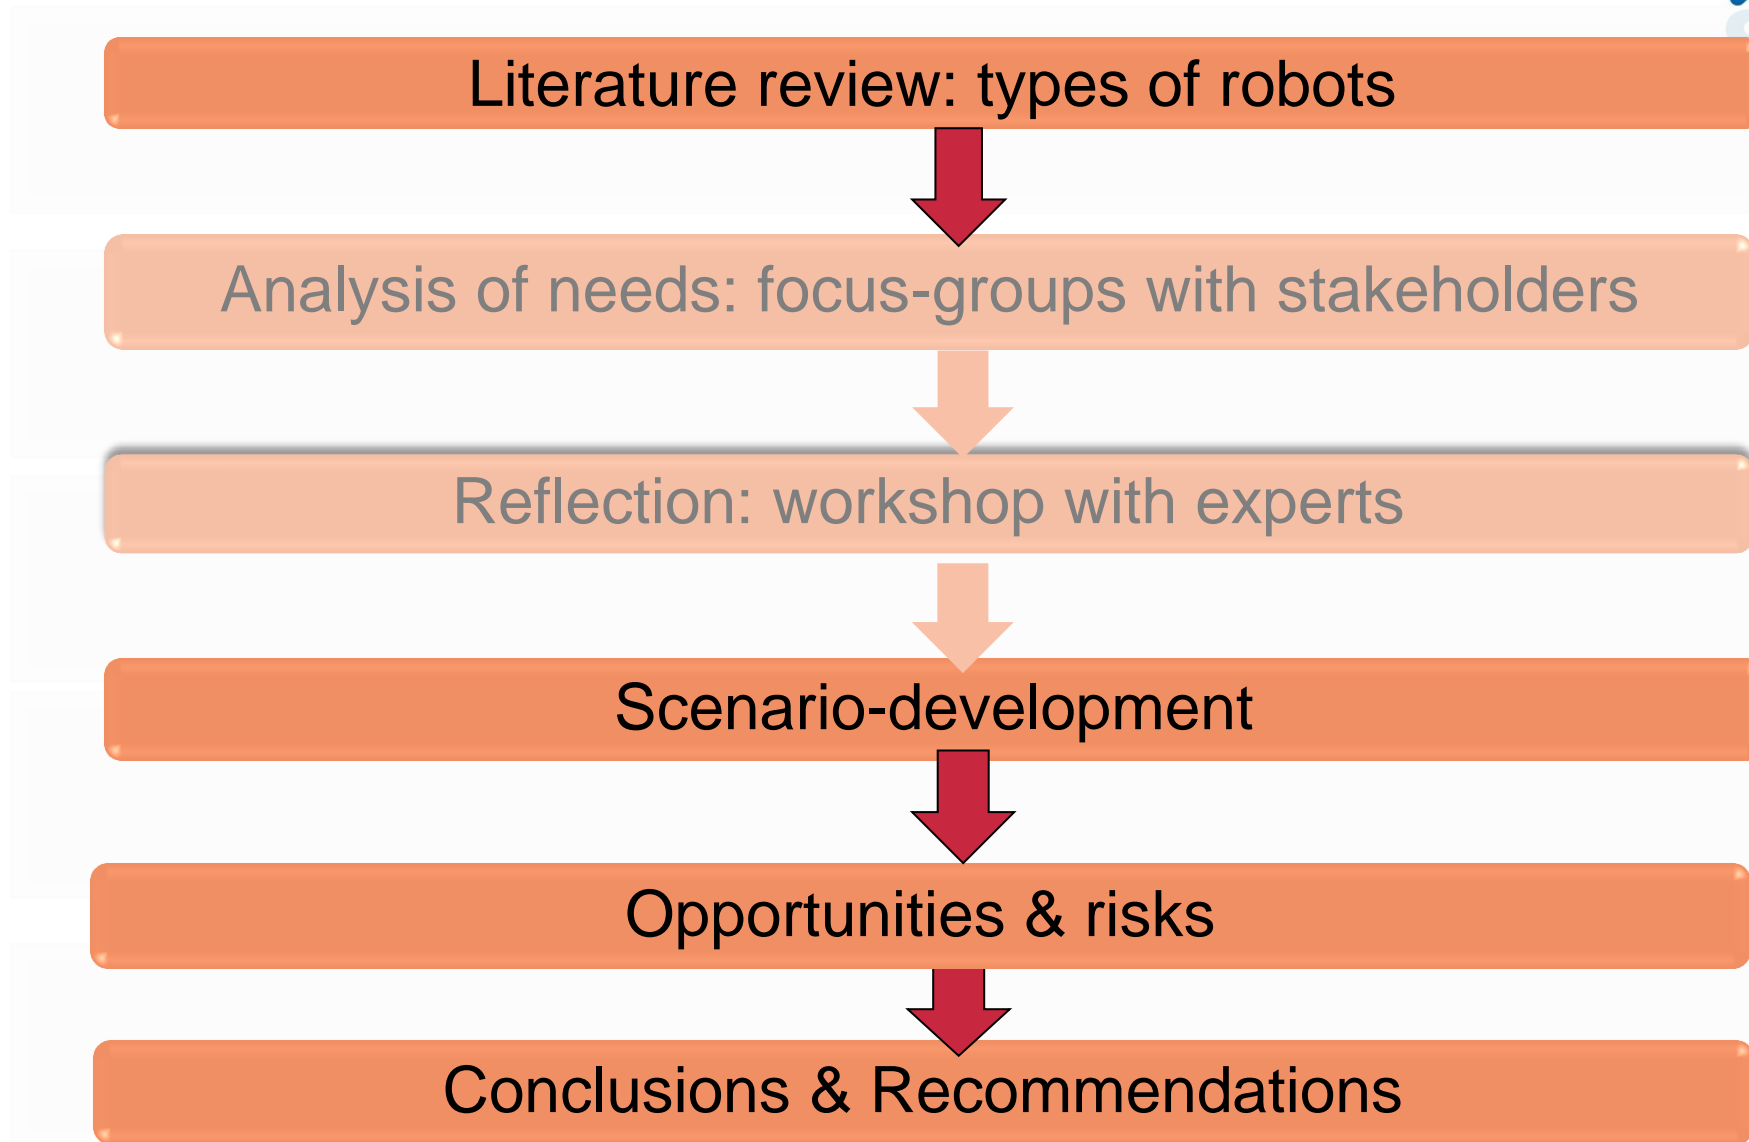 Literature review: types of robots
Analysis of needs: focus-groups with stakeholders
Reflection: workshop with experts
Scenario-development
Opportunities & risks
Conclusions & Recommendations